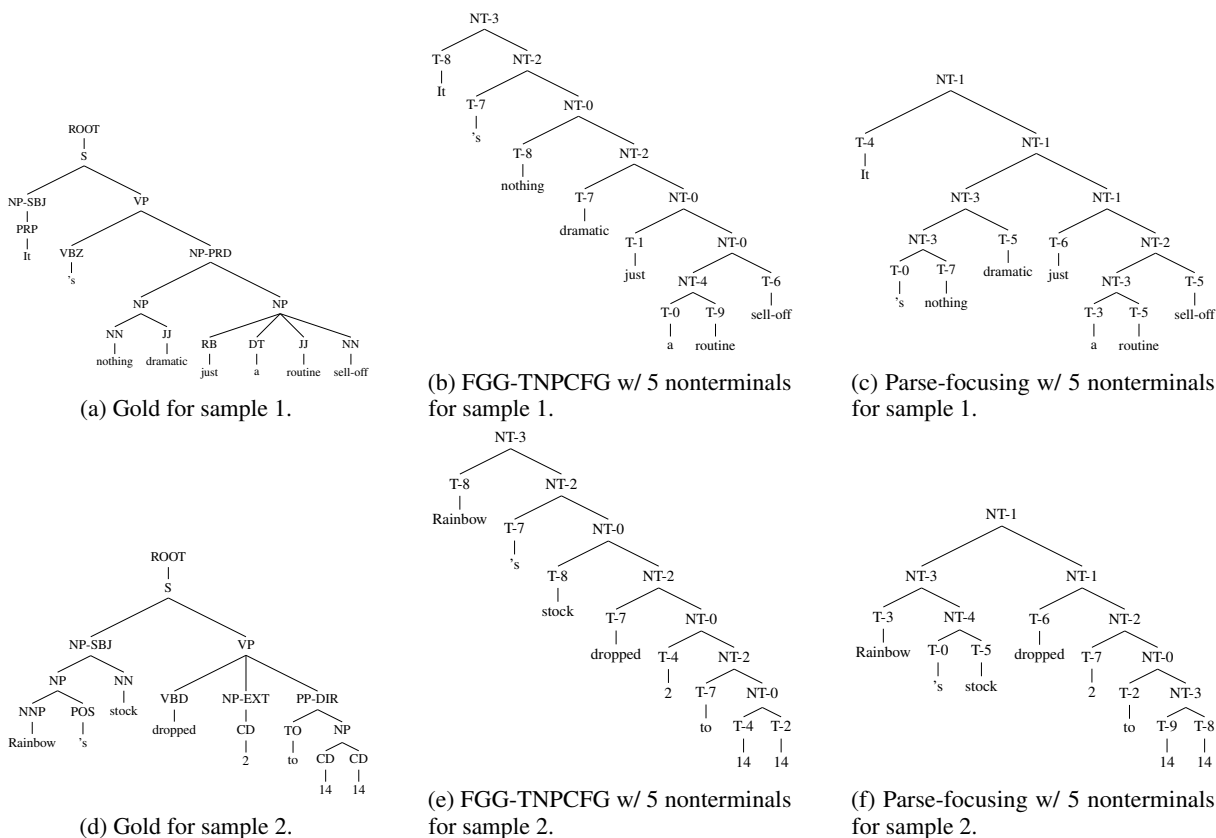 ROOT
S
NP-SBJ VP
PRP VBZ NP-PRD
It 's NP NP
NN JJ RB DT JJ NN
nothing dramatic just a routine sell-off
(a) Gold for sample 1.
NT-3
T-8 NT-2
It T-7 NT-0
's T-8 NT-2
nothing T-7 NT-0
dramatic T-1 NT-0
just NT-4 T-6
T-0 T-9 sell-off
a routine
(b) FGG-TNPCFG w/ 5 nonterminals
for sample 1.
NT-1
T-4 NT-1
It NT-3 NT-1
NT-3 T-5 T-6 NT-2
T-0 T-7 dramatic just NT-3 T-5
's nothing T-3 T-5 sell-off
a routine
(c) Parse-focusing w/ 5 nonterminals
for sample 1.
ROOT
S
NP-SBJ VP
NP NN VBD NP-EXT PP-DIR
NNP POS stock dropped CD TO NP
Rainbow 's 2 to CD CD
14 14
(d) Gold for sample 2.
NT-3
T-8 NT-2
Rainbow T-7 NT-0
's T-8 NT-2
stock T-7 NT-0
dropped T-4 NT-2
2 T-7 NT-0
to T-4 T-2
14 14
(e) FGG-TNPCFG w/ 5 nonterminals
for sample 2.
NT-1
NT-3 NT-1
T-3 NT-4 T-6 NT-2
Rainbow T-0 T-5 dropped T-7 NT-0
's stock 2 T-2 NT-3
to T-9 T-8
14 14
(f) Parse-focusing w/ 5 nonterminals
for sample 2.